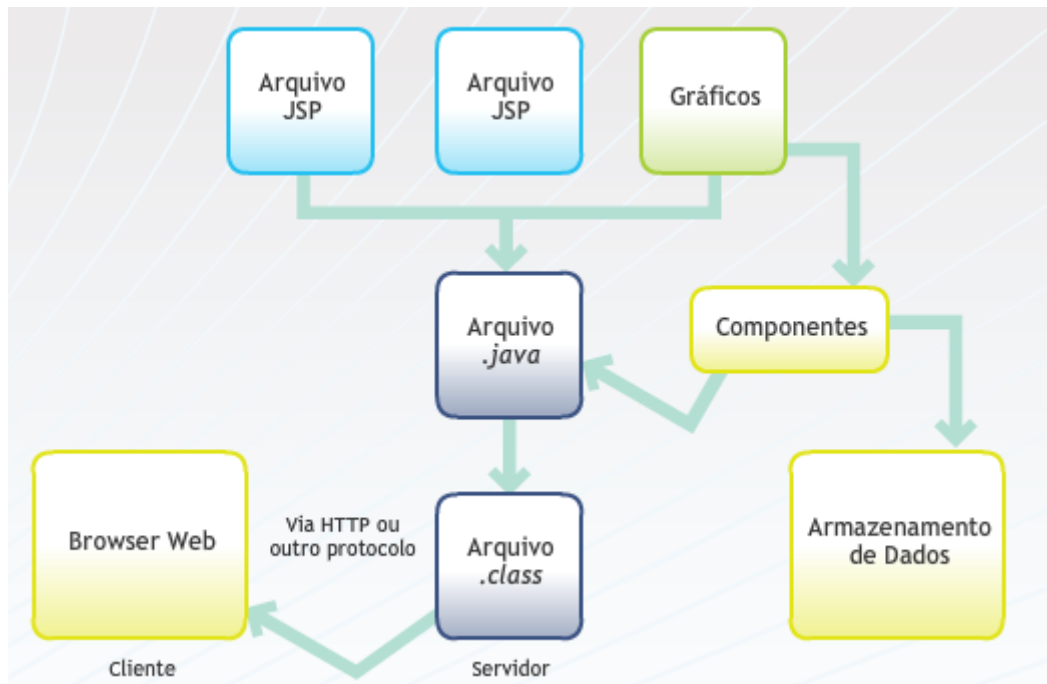 Arquivo
JSP
Arquivo
JSP
Gráficos
Arquivo
.java
Componentes
Browser Web
Via HTTP ou
outro protocolo
Arquivo
.class
Armazenamento
de Dados
Cliente
Servidor